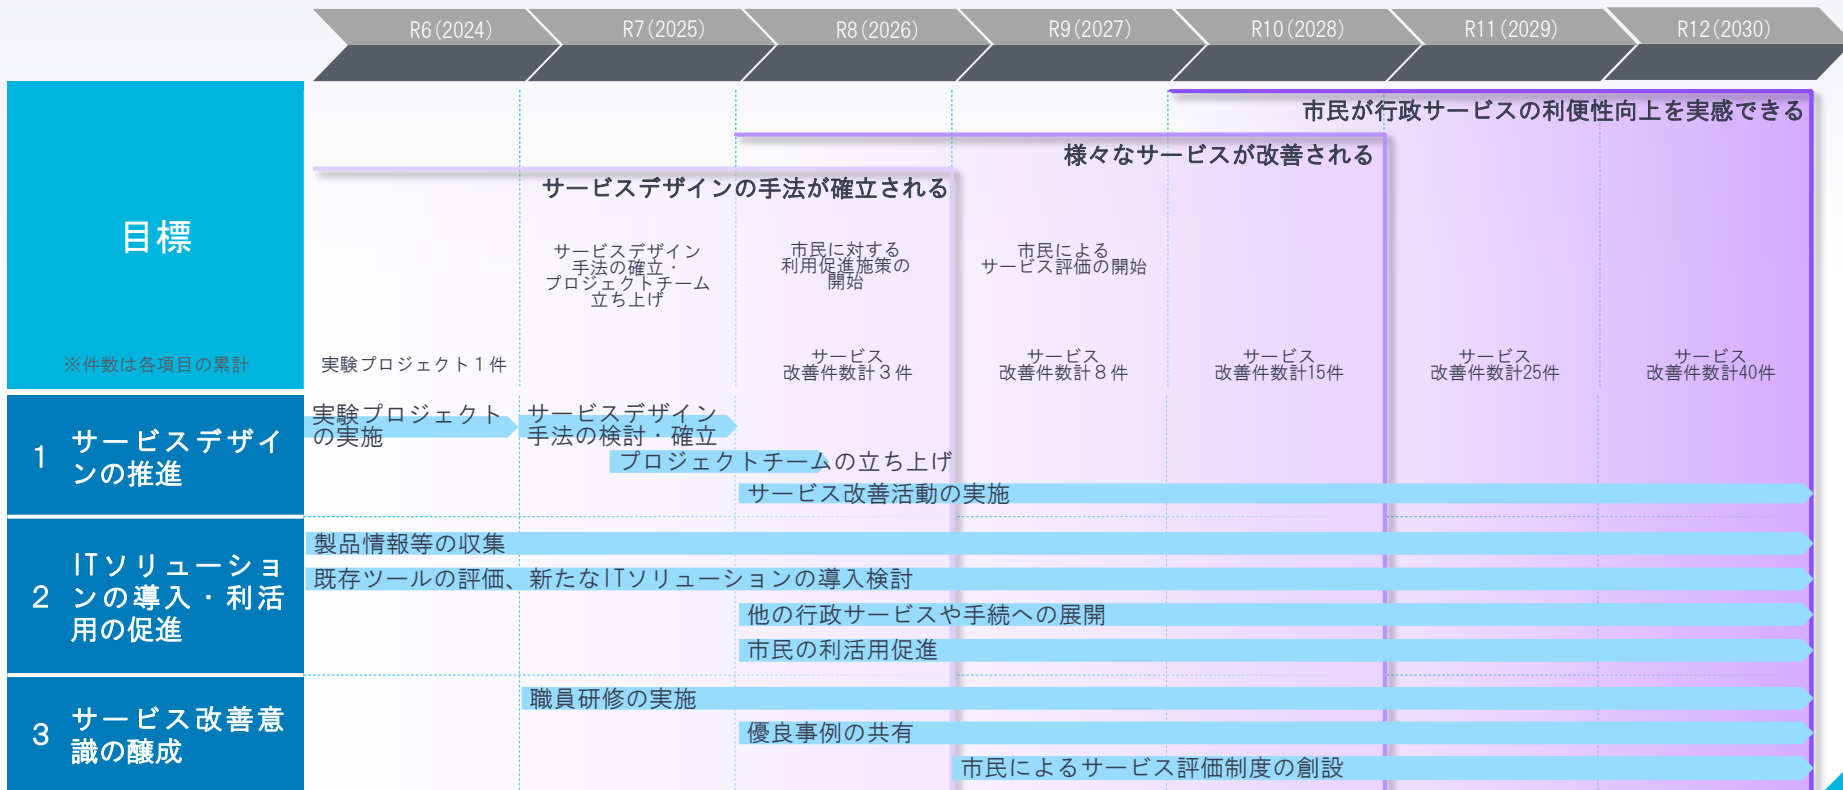 R6(2024)
R7(2025)
R8(2026)
R9(2027)
R10(2028)
R11(2029)
R12(2030)
目標
※件数は各項目の累計
市民が行政サービスの利便性向上を実感できる
様々なサービスが改善される
サービスデザインの手法が確立される
サービスデザイン
手法の確立・
プロジェクトチーム
立ち上げ
市民に対する
利用促進施策の
開始
市民による
サービス評価の開始
実験プロジェクト1件
サービス
改善件数計3件
サービス
改善件数計8件
サービス
改善件数計15件
サービス
改善件数計25件
サービス
改善件数計40件
1
サービスデザイ
ンの推進
実験プロジェクト
の実施
サービスデザイン
手法の検討・確立
プロジェクトチームの立ち上げ
サービス改善活動の実施
2
ITソリューショ
ンの導入・利活
用の促進
製品情報等の収集
既存ツールの評価、新たなITソリューションの導入検討
他の行政サービスや手続への展開
市民の利活用促進
3
サービス改善意
識の醸成
職員研修の実施
優良事例の共有
市民によるサービス評価制度の創設